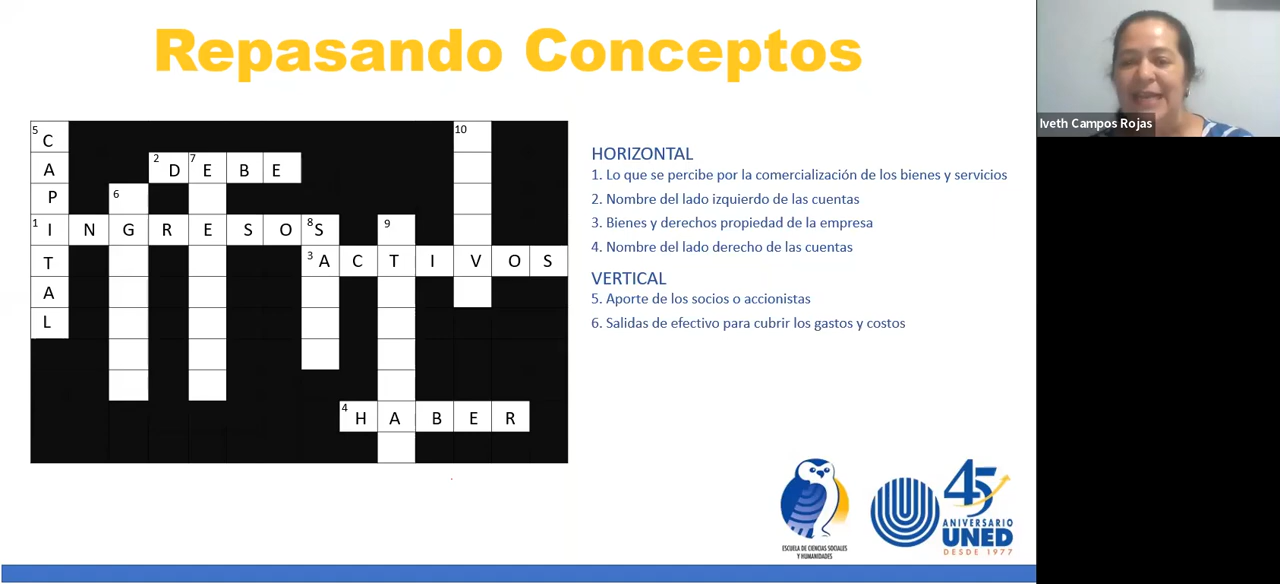 Repasando Conceptos
Iveth Campos Rojas
5 C
10
A
2 D 7 E B E
P
6
1 I N G R E S O 8 S
9
T
3 A C T I V O S
A
L
4 H A B E R
HORIZONTAL
1. Lo que se percibe por la comercialización de los bienes y servicios
2. Nombre del lado izquierdo de las cuentas
3. Bienes y derechos propiedad de la empresa
4. Nombre del lado derecho de las cuentas
VERTICAL
5. Aporte de los socios o accionistas
6. Salidas de efectivo para cubrir los gastos y costos
ESCUELA DE CIENCIAS SOCIALES
Y HUMANIDADES
45
ANIVERSARIO
UNED
DESDE 1977